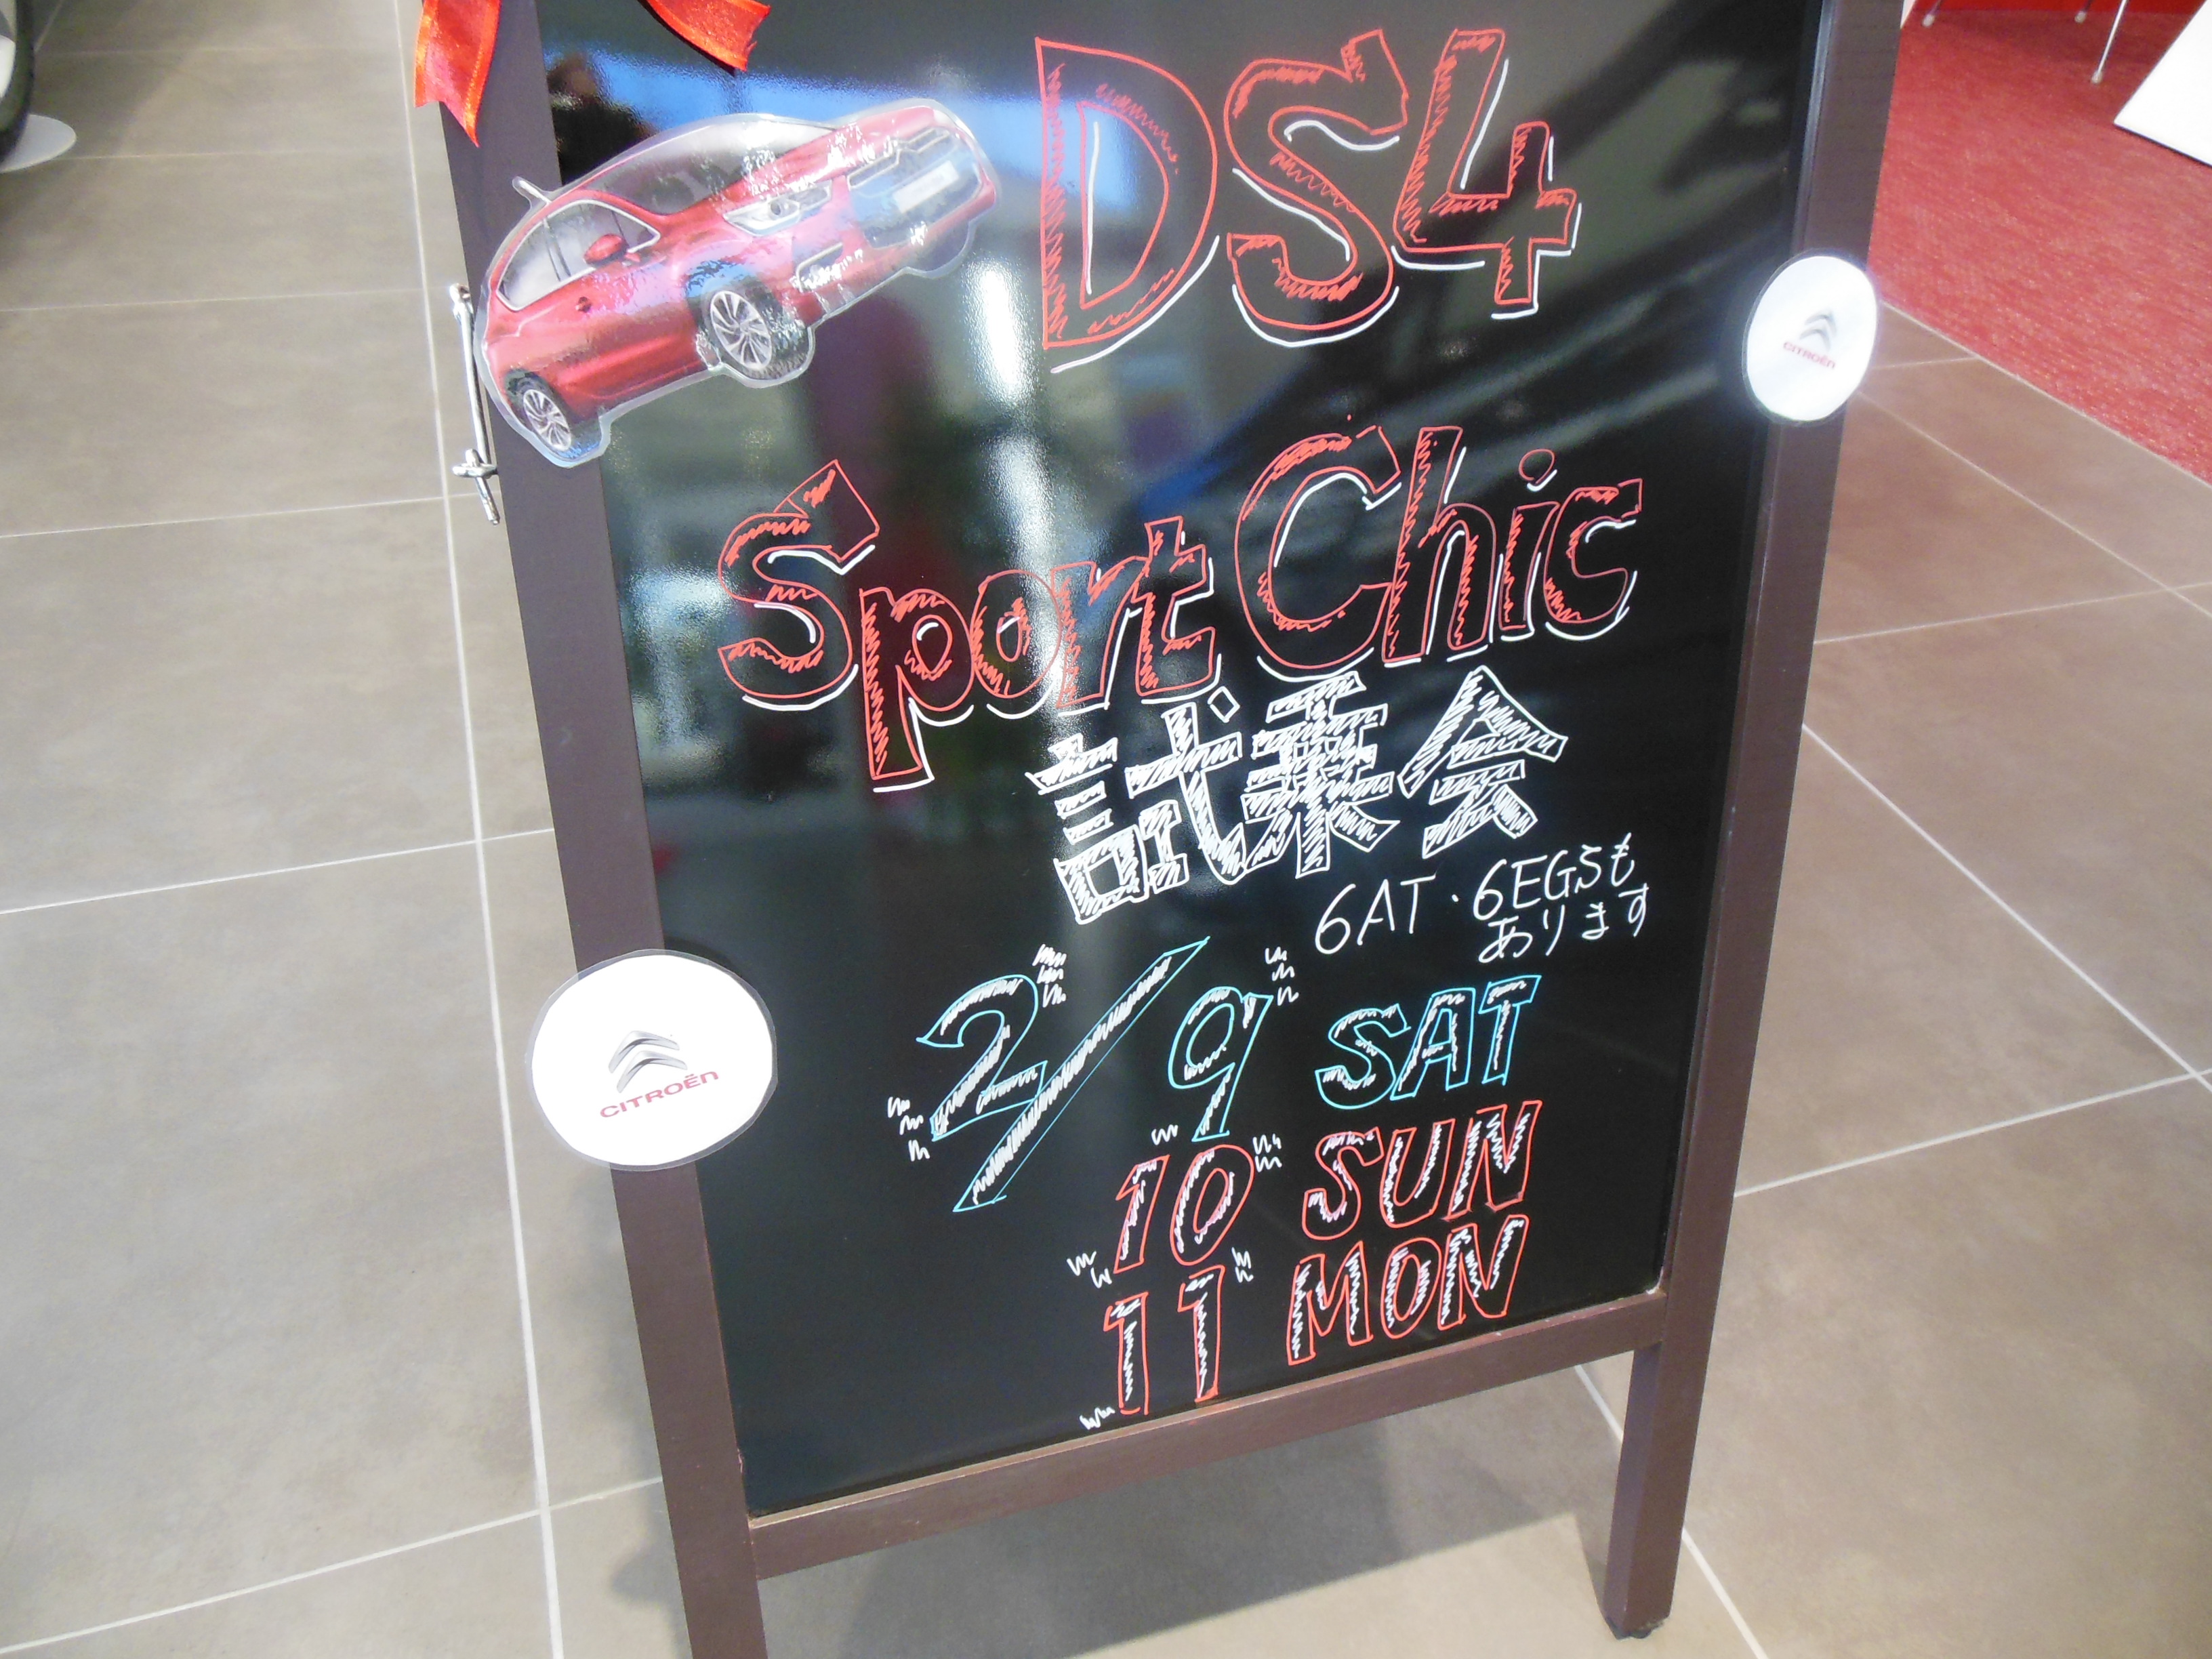 DS4
CITROËN
Sport Chic
試乗会
6AT・6EGSも
あります
2/9 SAT
10 SUN
11 MON
CITROËN